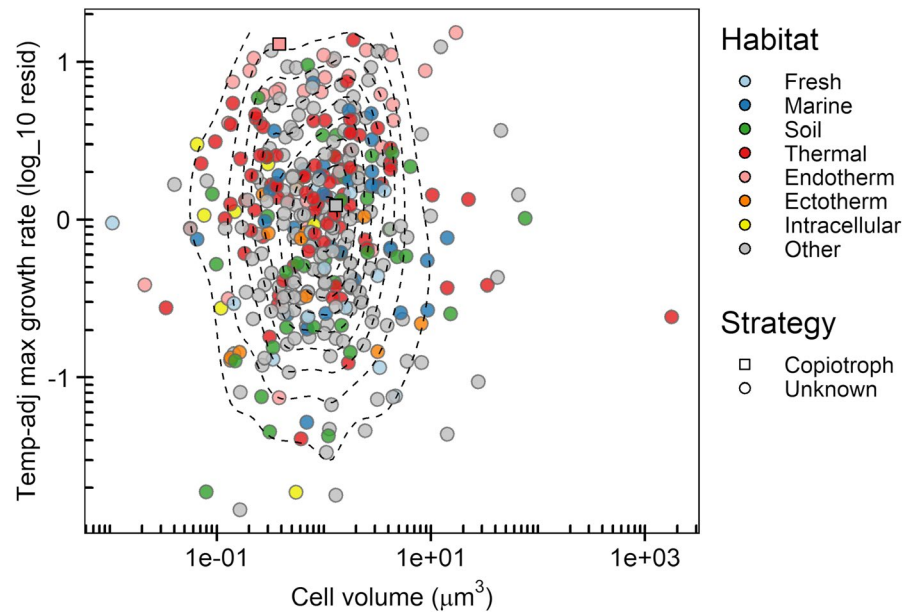 Temp-adj max growth rate (log_10 resid)
1
0
-1
1e-01
1e+01
1e+03
Cell volume (μm³)
Habitat
Fresh
Marine
Soil
Thermal
Endotherm
Ectotherm
Intracellular
Other
Strategy
Copiotroph
Unknown